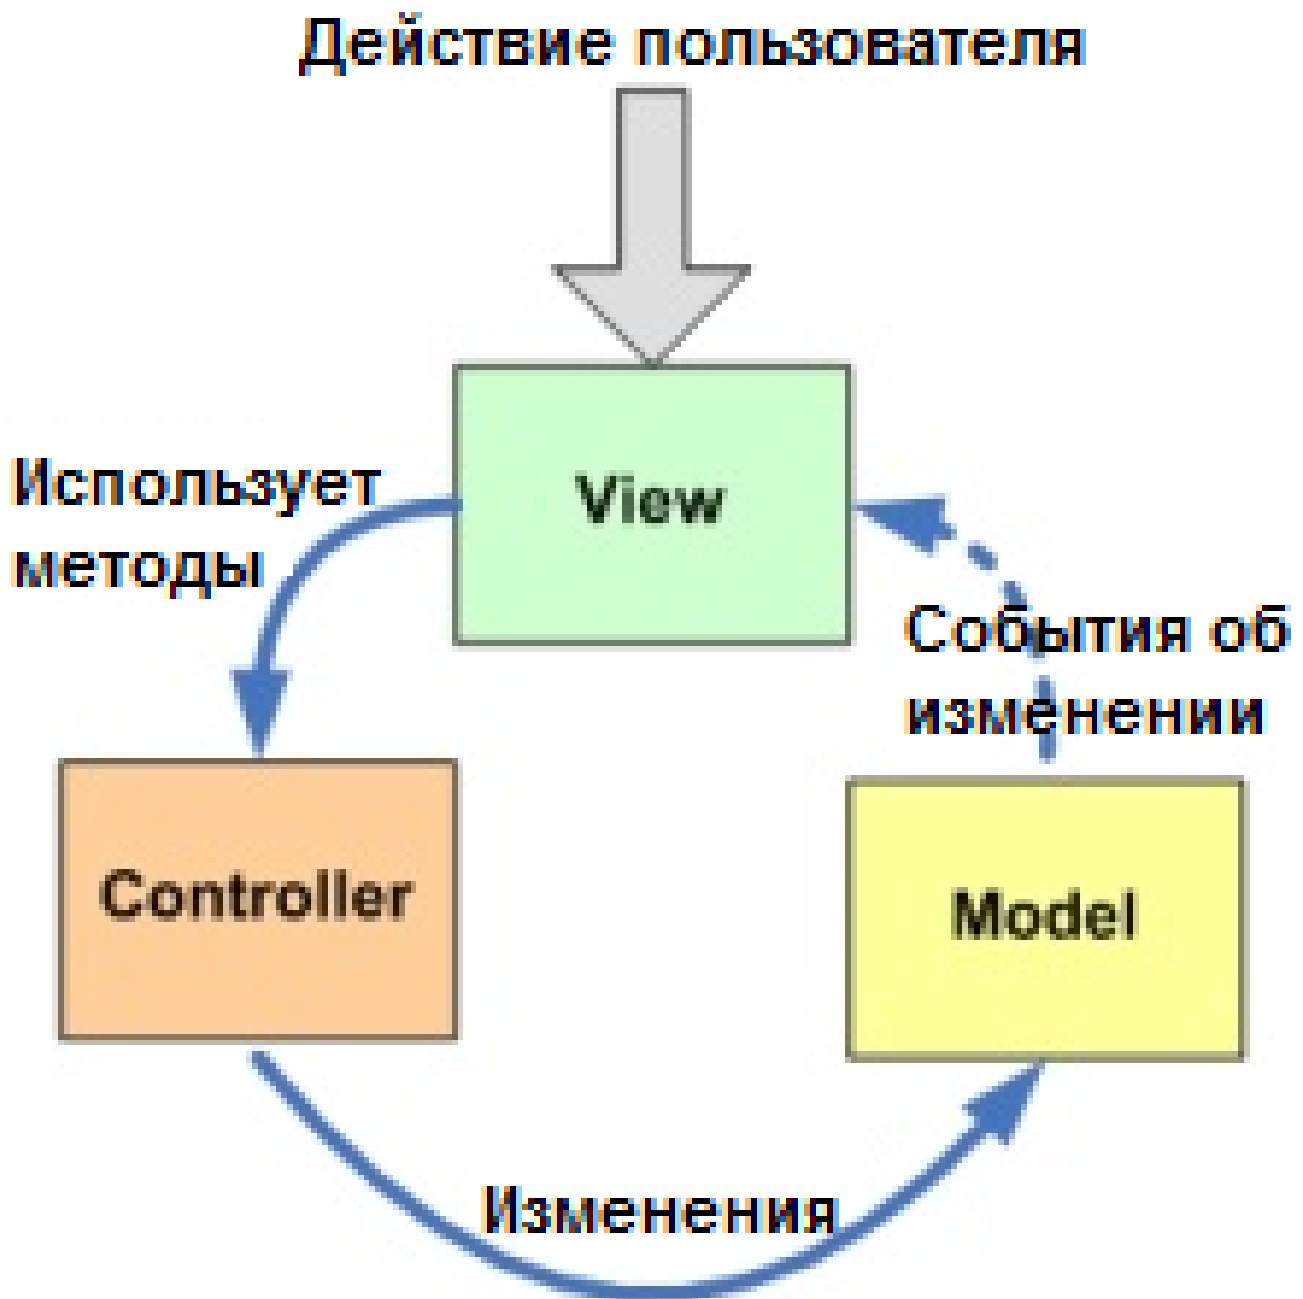 Действие пользователя
View
Использует
методы
События об
изменении
Controller
Model
Изменения